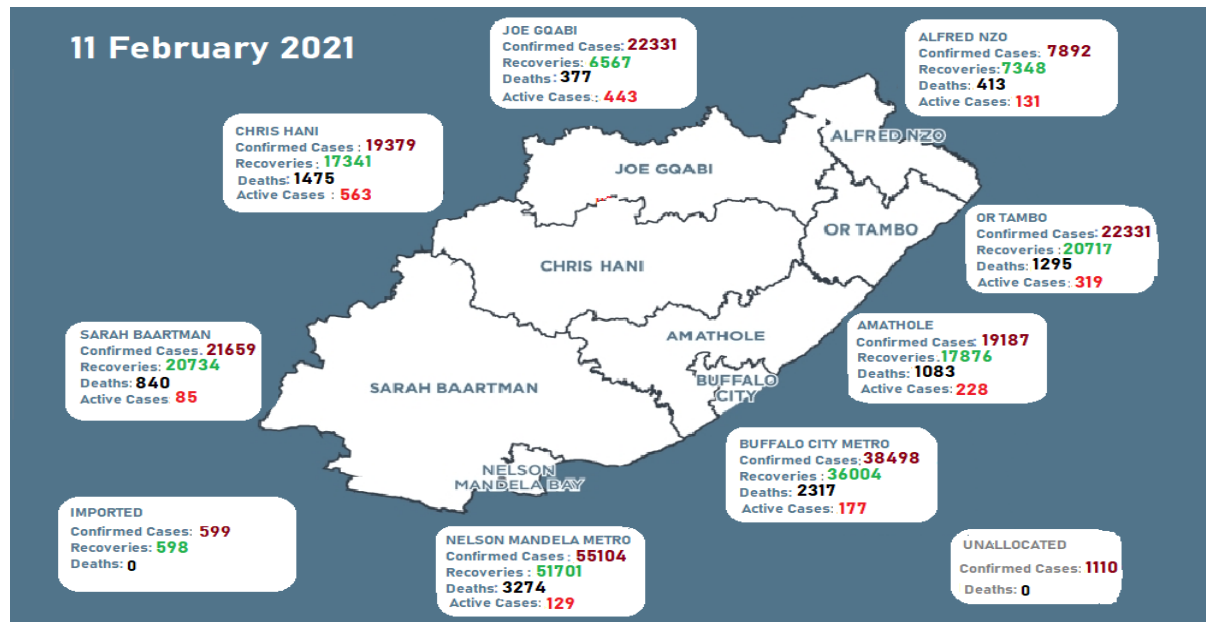 11 February 2021
JOE GQABI
Confirmed Cases: 22331
Recoveries: 6567
Deaths: 377
Active Cases.: 443
ALFRED NZO
Confirmed Cases: 7892
Recoveries:7348
Deaths: 413
Active Cases: 131
CHRIS HANI
Confirmed Cases : 19379
Recoveries : 17341
Deaths: 1475
Active Cases : 563
ALFRED NZO
JOE GQABI
OR TAMBO
Confirmed Cases: 22331
Recoveries : 20717
Deaths: 1295
Active Cases: 319
OR TAMBO
CHRIS HANI
SARAH BAARTMAN
Confirmed Cases. 21659
Recoveries: 20734
Deaths: 840
Active Cases 85
AMATHOLE
Confirmed Cases: 19187
Recoveries.17876
Deaths: 1083
Active Cases: 228
AMATHOLE
BUFFALO
CITY
SARAH BAARTMAN
BUFFALO CITY METRO
Confirmed Cases: 38498
Recoveries : 36004
Deaths: 2317
Active Cases: 177
NELSON
MANDELA BAY
IMPORTED
Confirmed Cases: 599
Recoveries: 598
Deaths: 0
NELSON MANDELA METRO
Confirmed Cases : 55104
Recoveries : 51701
Deaths: 3274
Active Cases: 129
UNALLOCATED
Confirmed Cases: 1110
Deaths: 0